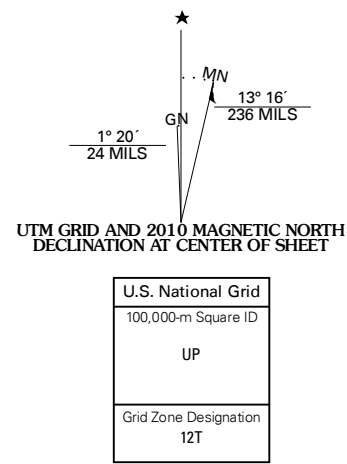 MN
GN
13° 16´
236 MILS
1° 20´
24 MILS
UTM GRID AND 2010 MAGNETIC NORTH
DECLINATION AT CENTER OF SHEET
U.S. National Grid
100,000-m Square ID
UP
Grid Zone Designation
12T